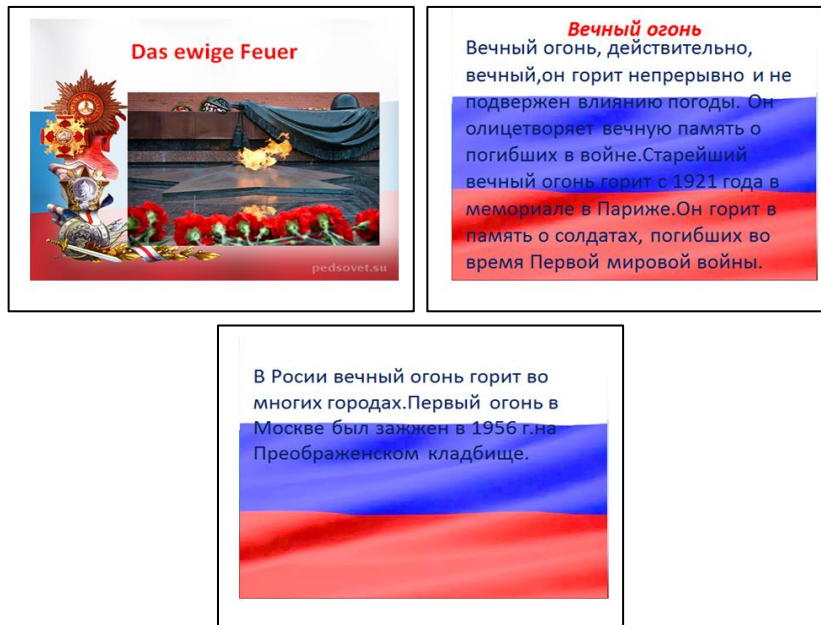 Das ewige Feuer
pedsovet.su
Вечный огонь
Вечный огонь, действительно,
вечный,он горит непрерывно и не
подвержен влиянию погоды. Он
олицетворяет вечную память о
погибших в войне.Старейший
вечный огонь горит с 1921 года в
мемориале в Париже.Он горит в
память о солдатах, погибших во
время Первой мировой войны.
В Росии вечный огонь горит во
многих городах.Первый огонь в
Москве был зажжен в 1956 г.на
Преображенском кладбище.